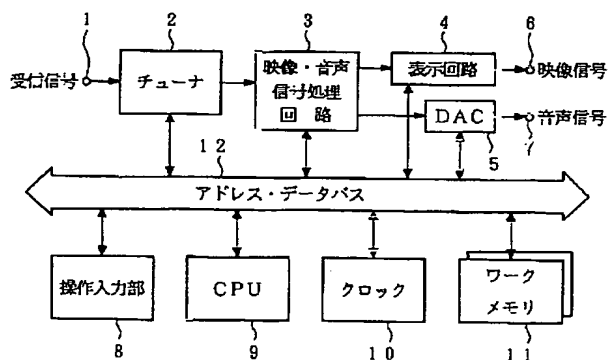 1
2
3
4
6
受信信号
チューナ
映像・音声
信号処理
回路
表示回路
映像信号
DAC
音声信号
5
7
12
アドレス・データバス
操作入力部
CPU
クロック
ワーク
メモリ
8
9
10
11